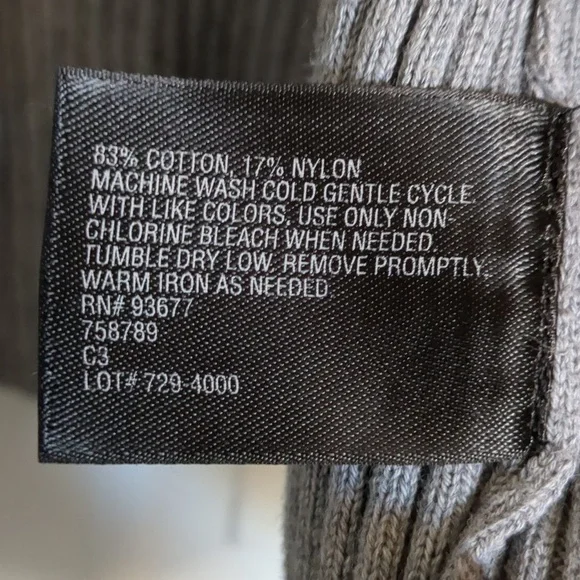 83% COTTON, 17% NYLON
MACHINE WASH COLD GENTLE CYCLE
WITH LIKE COLORS. USE ONLY NON-
CHLORINE BLEACH WHEN NEEDED.
TUMBLE DRY LOW. REMOVE PROMPTLY.
WARM IRON AS NEEDED
RN# 93677
758789
C3
LOT# 729-4000